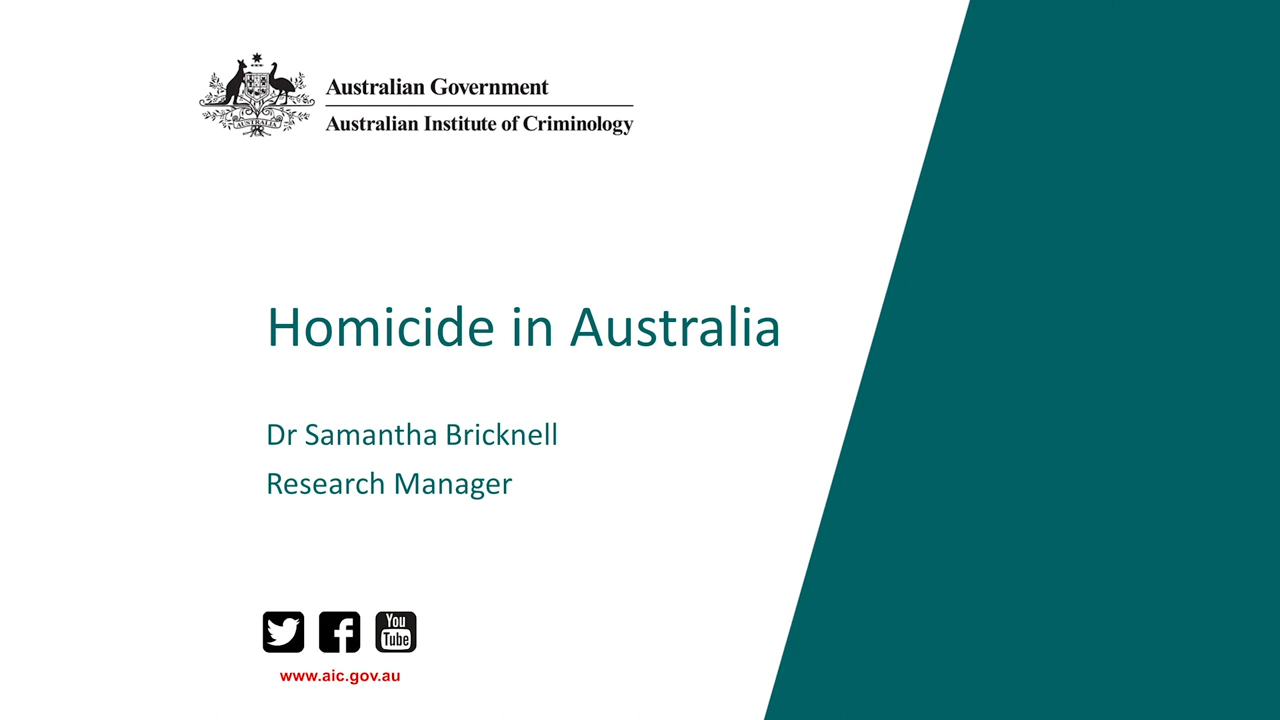 Australian Government
Australian Institute of Criminology
AUSTRALIA
Homicide in Australia
Dr Samantha Bricknell
Research Manager
You
Tube
www.aic.gov.au